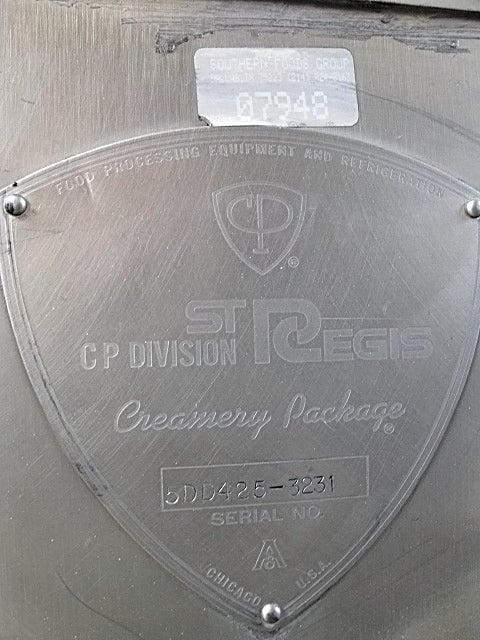 SOUTHERN FOODS GROUP
07948
FOOD PROCESSING EQUIPMENT AND REFRIGERATION
CP
®
ST REGIS
CP DIVISION
Creamery Package®
5DD425-3231
SERIAL NO.
CHICAGO U.S.A.